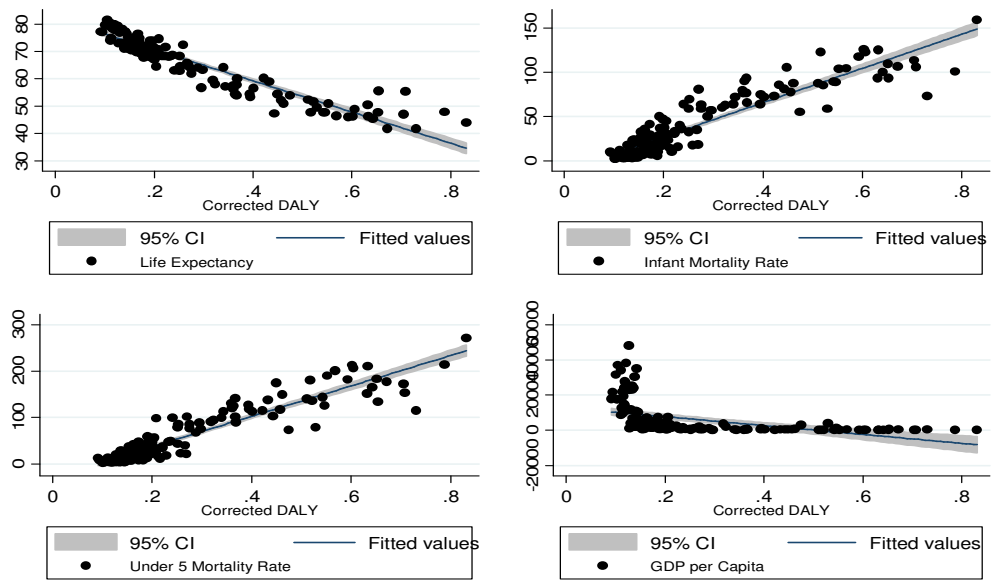 80
70
60
50
40
30
0 .2 .4 .6 .8
Corrected DALY
95% CI Fitted values
Life Expectancy
150
100
50
0
0 .2 .4 .6 .8
Corrected DALY
95% CI Fitted values
Infant Mortality Rate
300
200
100
0
0 .2 .4 .6 .8
Corrected DALY
95% CI Fitted values
Under 5 Mortality Rate
60000
40000
20000
0
-20000
0 .2 .4 .6 .8
Corrected DALY
95% CI Fitted values
GDP per Capita